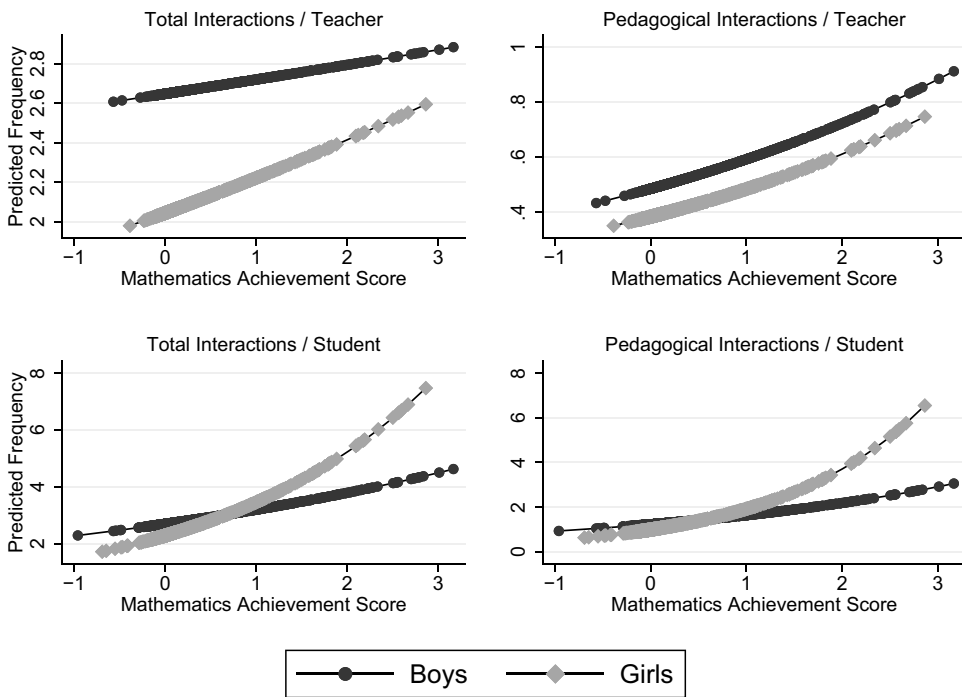 Total Interactions / Teacher
Predicted Frequency
2 2.2 2.4 2.6 2.8
−1 0 1 2 3
Mathematics Achievement Score
Pedagogical Interactions / Teacher
.4 .6 .8 1
−1 0 1 2 3
Mathematics Achievement Score
Total Interactions / Student
Predicted Frequency
2 4 6 8
−1 0 1 2 3
Mathematics Achievement Score
Pedagogical Interactions / Student
0 2 4 6 8
−1 0 1 2 3
Mathematics Achievement Score
Boys Girls